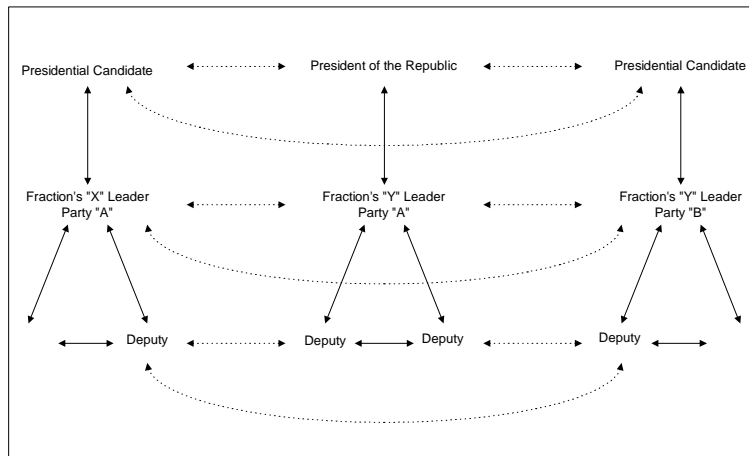 Presidential Candidate
President of the Republic
Presidential Candidate
Fraction's "X" Leader
Party "A"
Fraction's "Y" Leader
Party "A"
Fraction's "Y" Leader
Party "B"
Deputy
Deputy
Deputy
Deputy